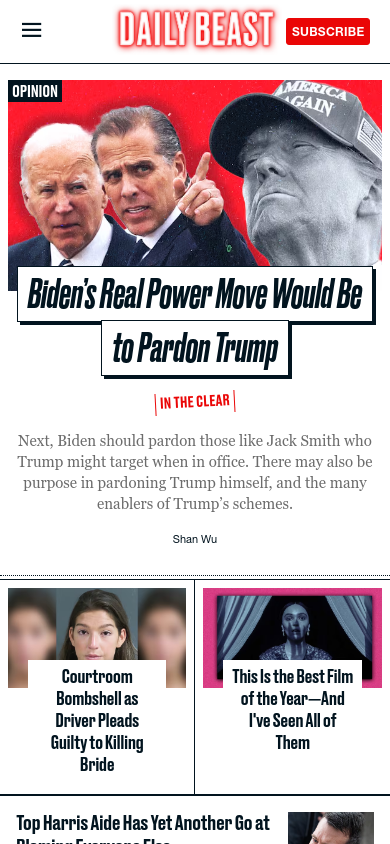 DAILY BEAST
SUBSCRIBE
OPINION
AMERICA
AGAIN
Biden's Real Power Move Would Be
to Pardon Trump
IN THE CLEAR
Next, Biden should pardon those like Jack Smith who
Trump might target when in office. There may also be
purpose in pardoning Trump himself, and the many
enablers of Trump's schemes.
Shan Wu
Courtroom
Bombshell as
Driver Pleads
Guilty to Killing
Bride
This Is the Best Film
of the Year—And
I've Seen All of
Them
Top Harris Aide Has Yet Another Go at
Blaming Everyone Else